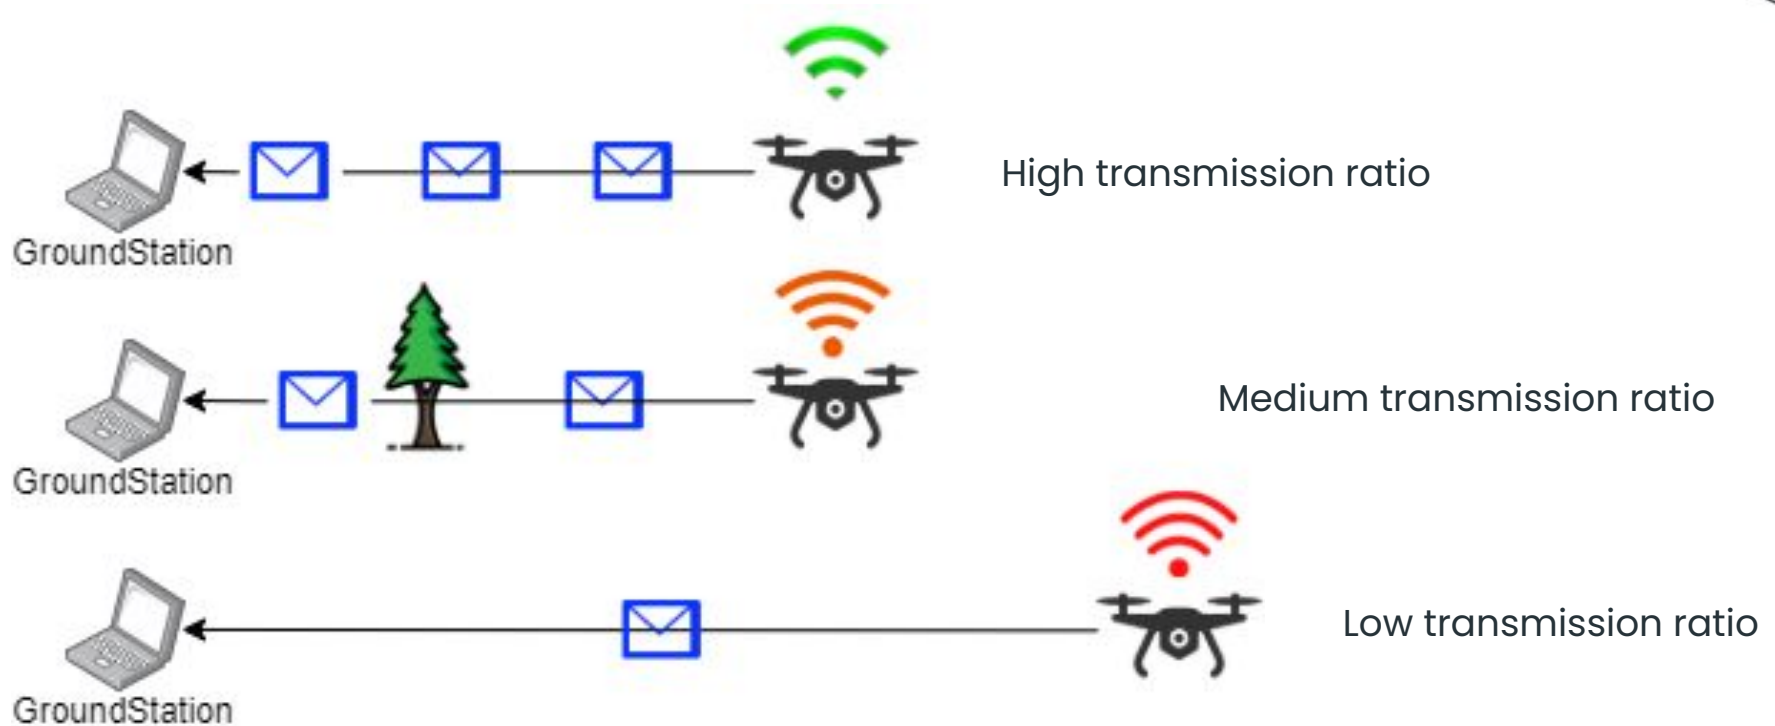 High transmission ratio
GroundStation
Medium transmission ratio
GroundStation
Low transmission ratio
GroundStation